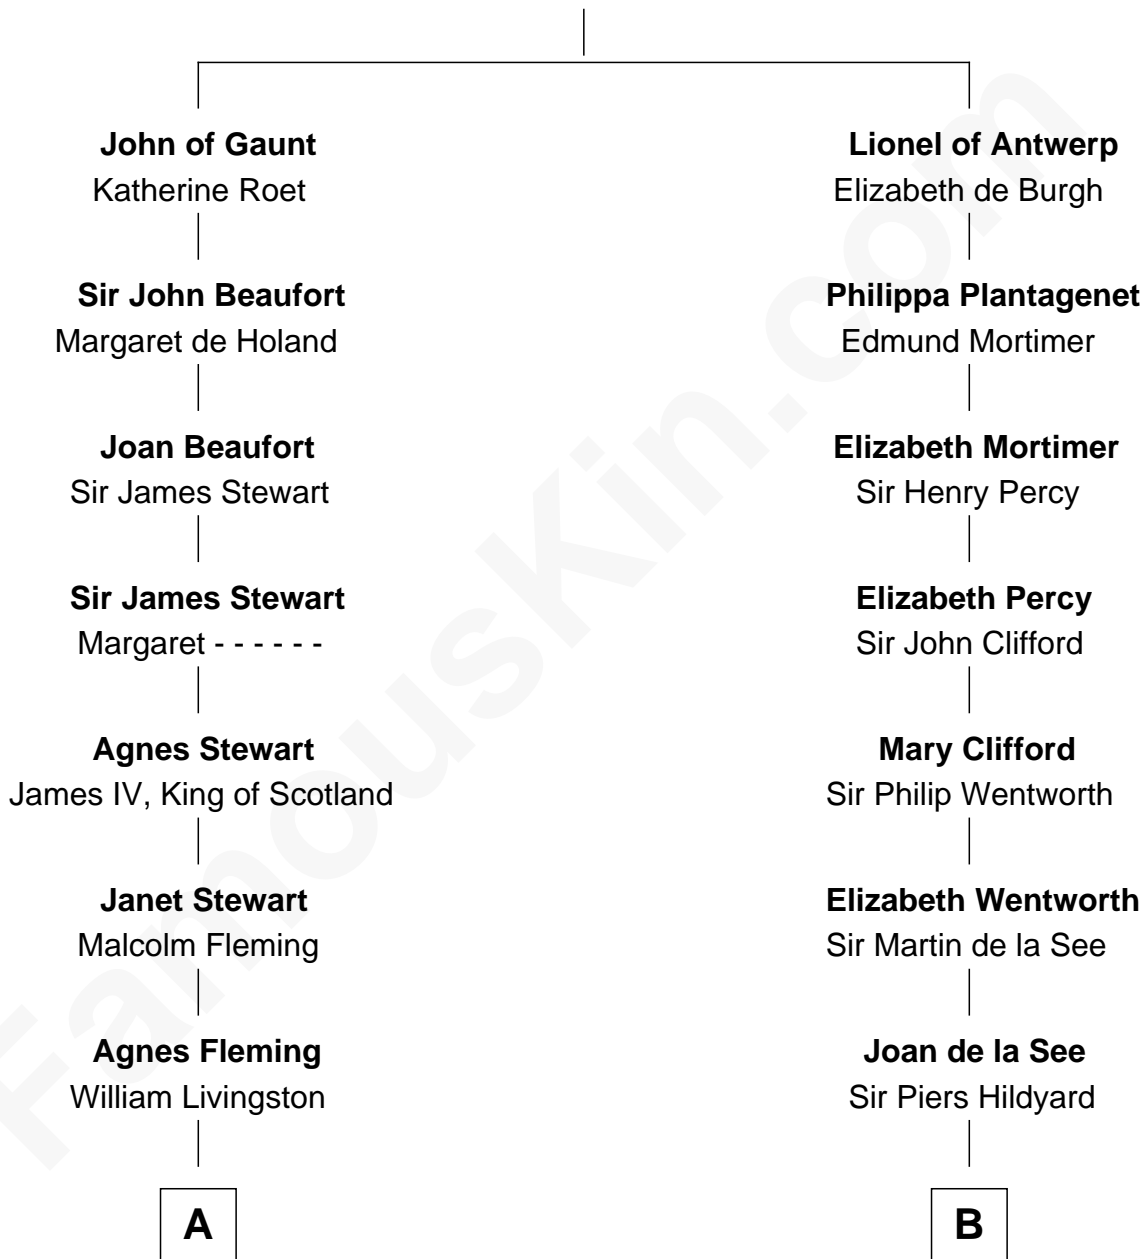 John of Gaunt
Katherine Roet
Sir John Beaufort
Margaret de Holand
Joan Beaufort
Sir James Stewart
Sir James Stewart
Margaret - - - - - -
Agnes Stewart
James IV, King of Scotland
Janet Stewart
Malcolm Fleming
Agnes Fleming
William Livingston
A
Lionel of Antwerp
Elizabeth de Burgh
Philippa Plantagenet
Edmund Mortimer
Elizabeth Mortimer
Sir Henry Percy
Elizabeth Percy
Sir John Clifford
Mary Clifford
Sir Philip Wentworth
Elizabeth Wentworth
Sir Martin de la See
Joan de la See
Sir Piers Hildyard
B
FamousKin.com